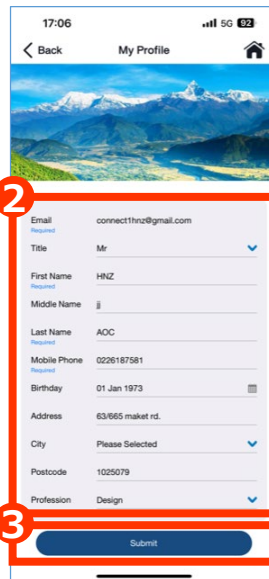 17:06 5G 92
Back My Profile
2
Email connect1hnz@gmail.com
Required
Title Mr
First Name HNZ
Required
Middle Name jj
Last Name AOC
Required
Mobile Phone 0226187581
Required
Birthday 01 Jan 1973
Address 63/665 maket rd.
City Please Selected
Postcode 1025079
Profession Design
3
Submit